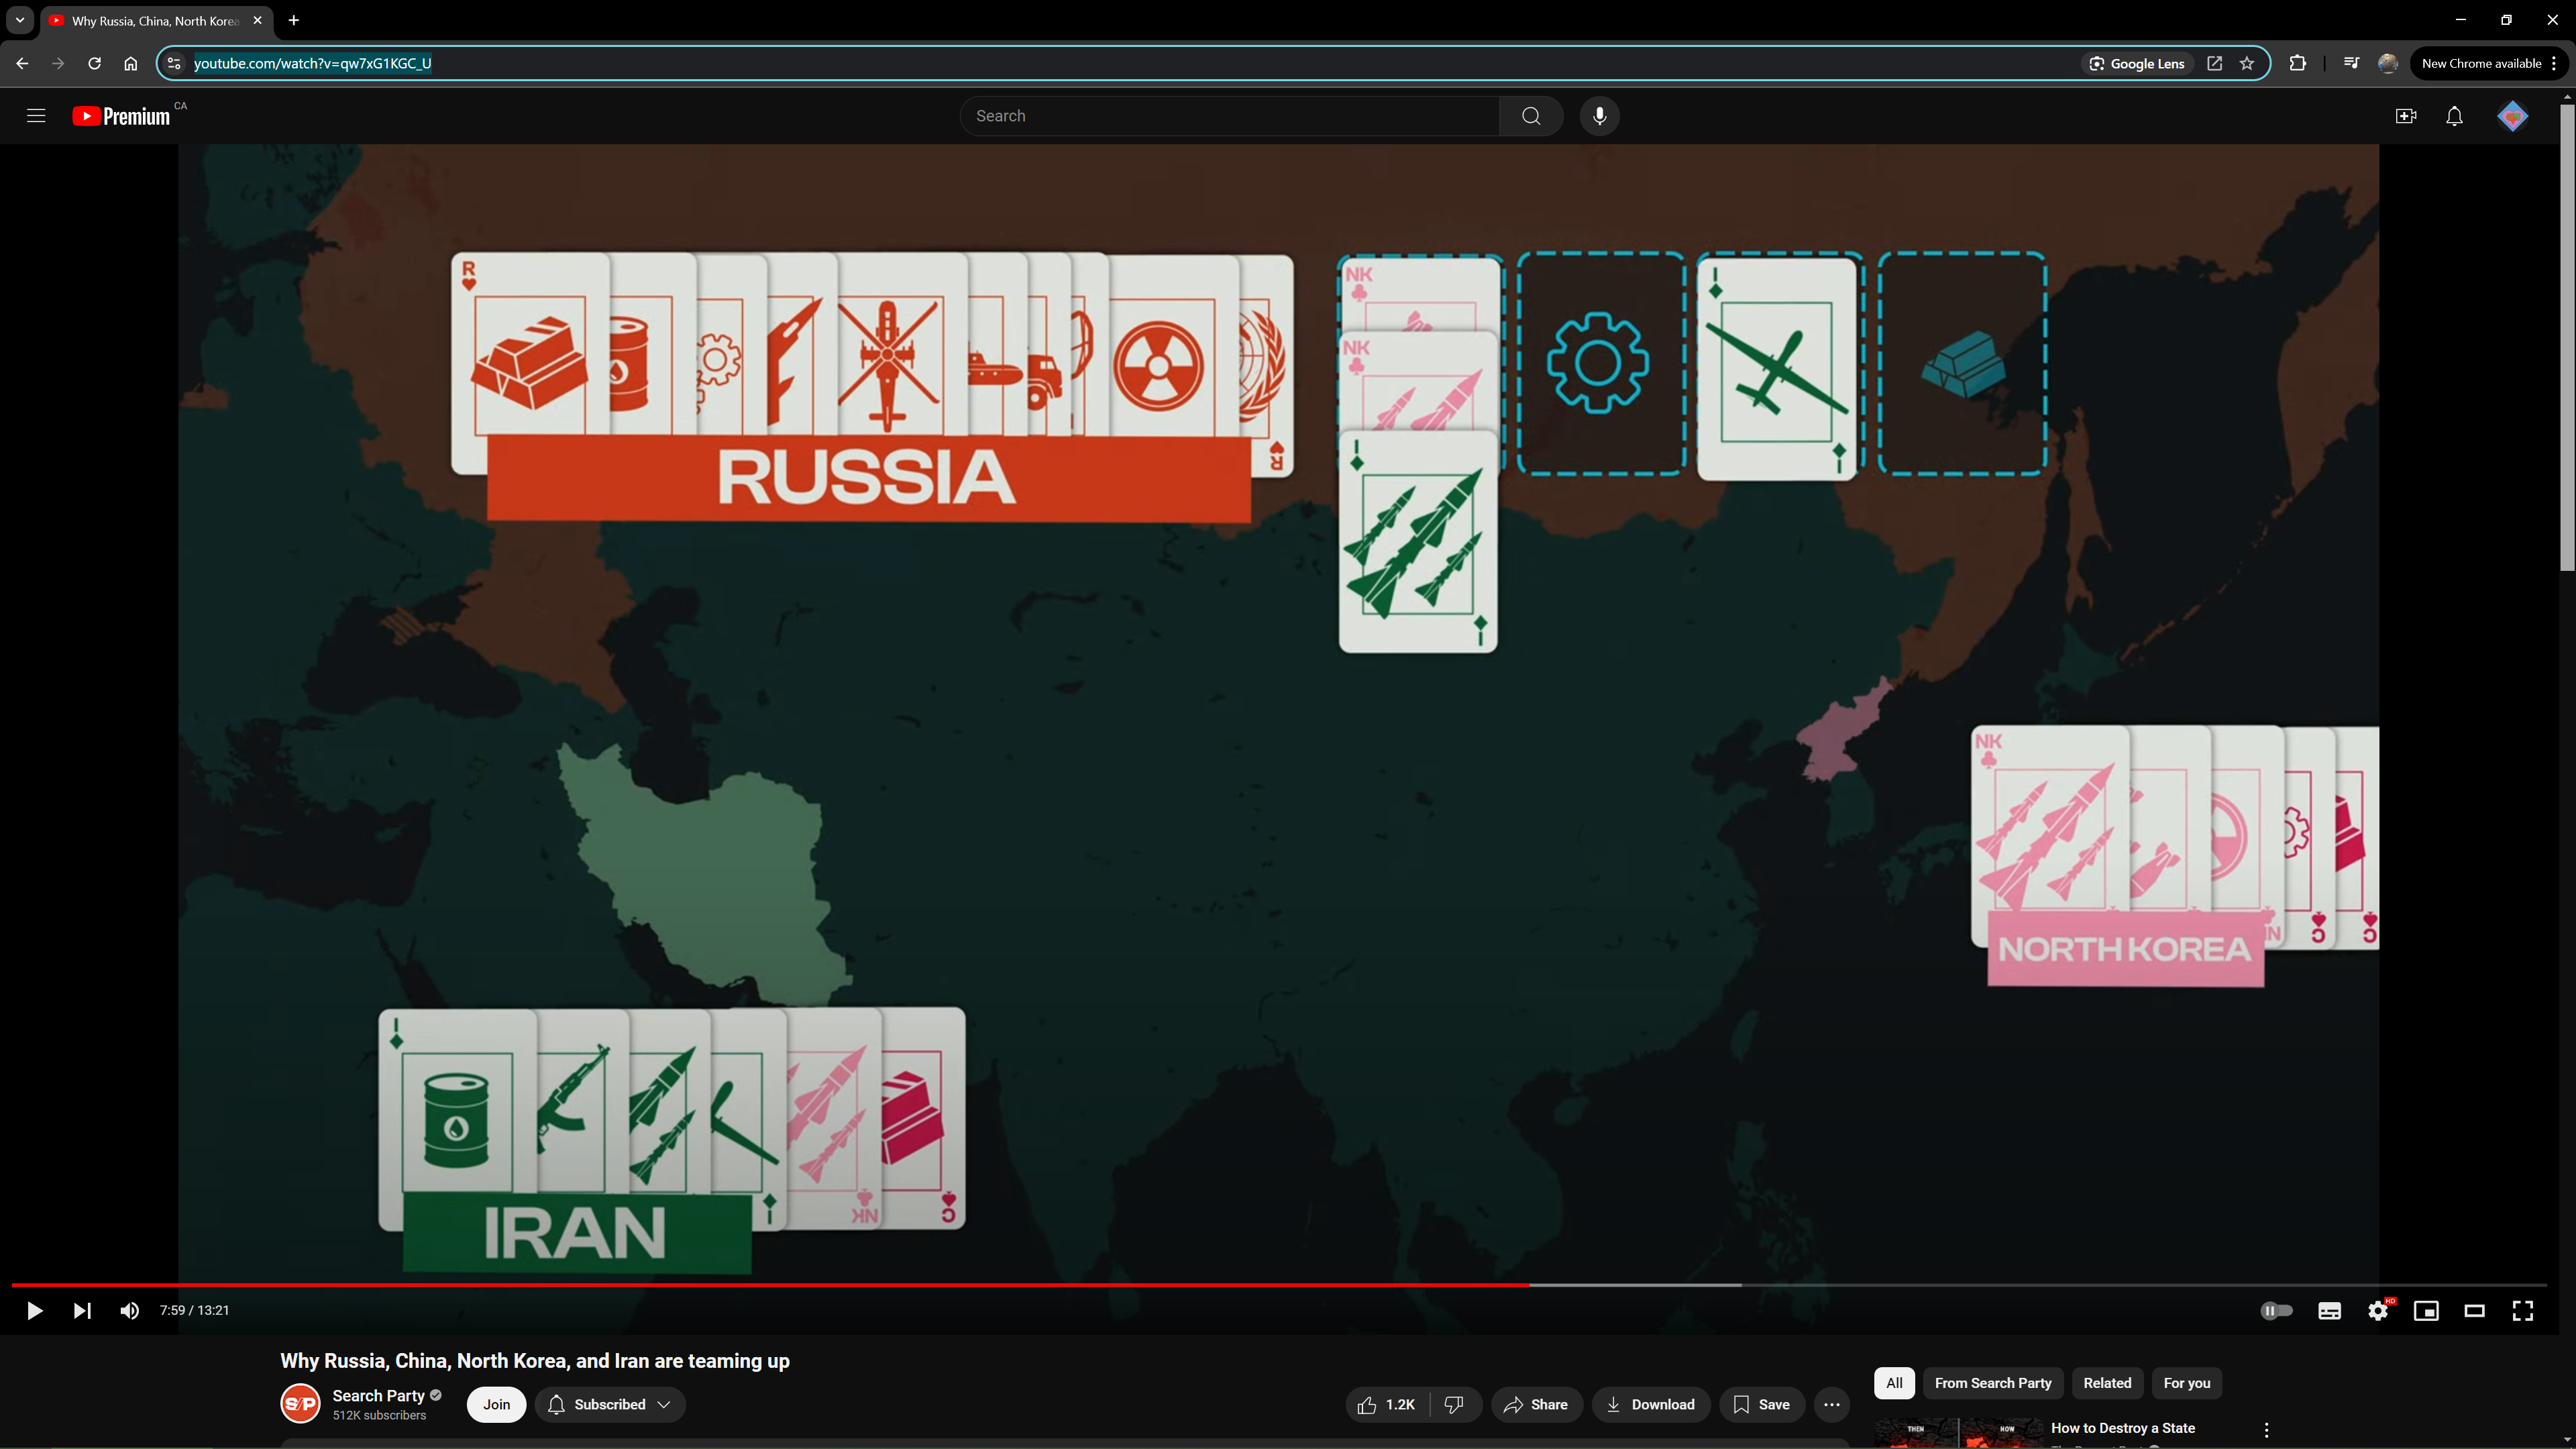 Why Russia, China, North Korea
youtube.com/watch?v=qw7xG1KGC_U
Google Lens
New Chrome available
Premium
CA
Search
R
RUSSIA
R
NK
NK
I
I
I
I
NK
NORTH KOREA
C
C
I
IRAN
I
NK
C
7:59 / 13:21
HD
Why Russia, China, North Korea, and Iran are teaming up
S/P
Search Party
512K subscribers
Join
Subscribed
1.2K
Share
Download
Save
All
From Search Party
Related
For you
THEN
NOW
How to Destroy a State